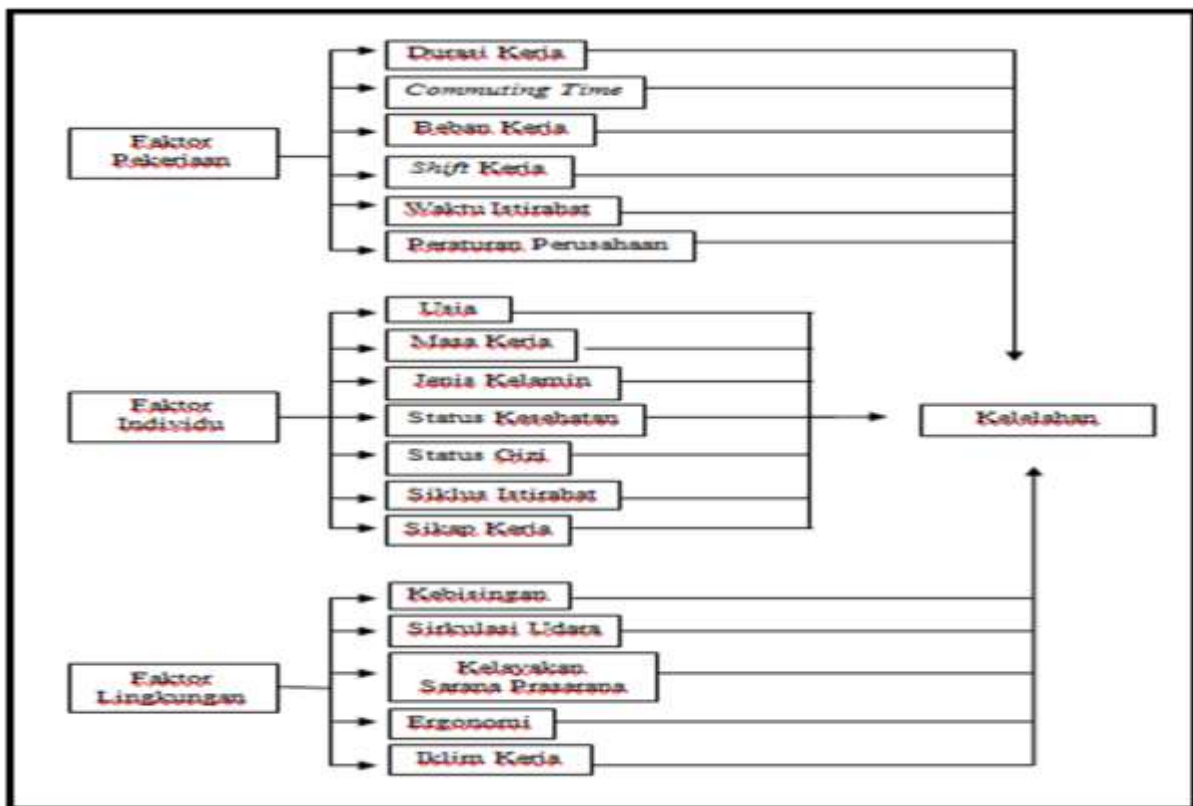 Faktor
Pekerjaan
Durasi Kerja
Commuting Time
Beban Kerja
Shift Kerja
Waktu Istirahat
Peraturan Perusahaan
Faktor
Individu
Usia
Masa Kerja
Jenis Kelamin
Status Kesehatan
Status Gizi
Siklus Istirahat
Sikap Kerja
Kelelahan
Faktor
Lingkungan
Kebisingan
Sirkulasi Udara
Kelayakan
Sarana Prasarana
Ergonomi
Iklim Kerja